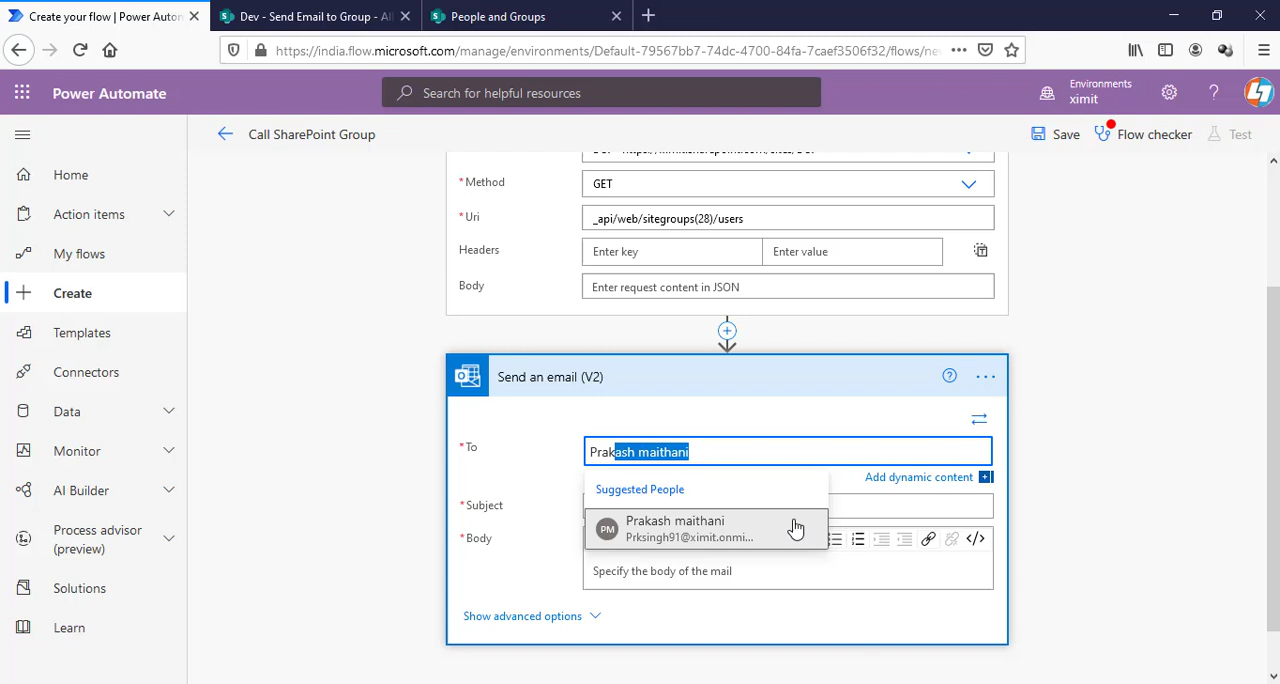 Create your flow | Power Autom
Dev - Send Email to Group - Al
People and Groups
https://india.flow.microsoft.com/manage/environments/Default-79567bb7-74dc-4700-84fa-7caef3506f32/flows/ne
Power Automate
Search for helpful resources
Environments
ximit
Call SharePoint Group
Save
Flow checker
Test
Home
Action items
My flows
Create
Templates
Connectors
Data
Monitor
AI Builder
Process advisor
(preview)
Solutions
Learn
* Method
GET
* Uri
_api/web/sitegroups(28)/users
Headers
Enter key
Enter value
Body
Enter request content in JSON
Send an email (V2)
* To
Prakash maithani
Add dynamic content
Suggested People
PM
Prakash maithani
Prksingh91@ximit.onmi...
* Subject
* Body
Specify the body of the mail
Show advanced options